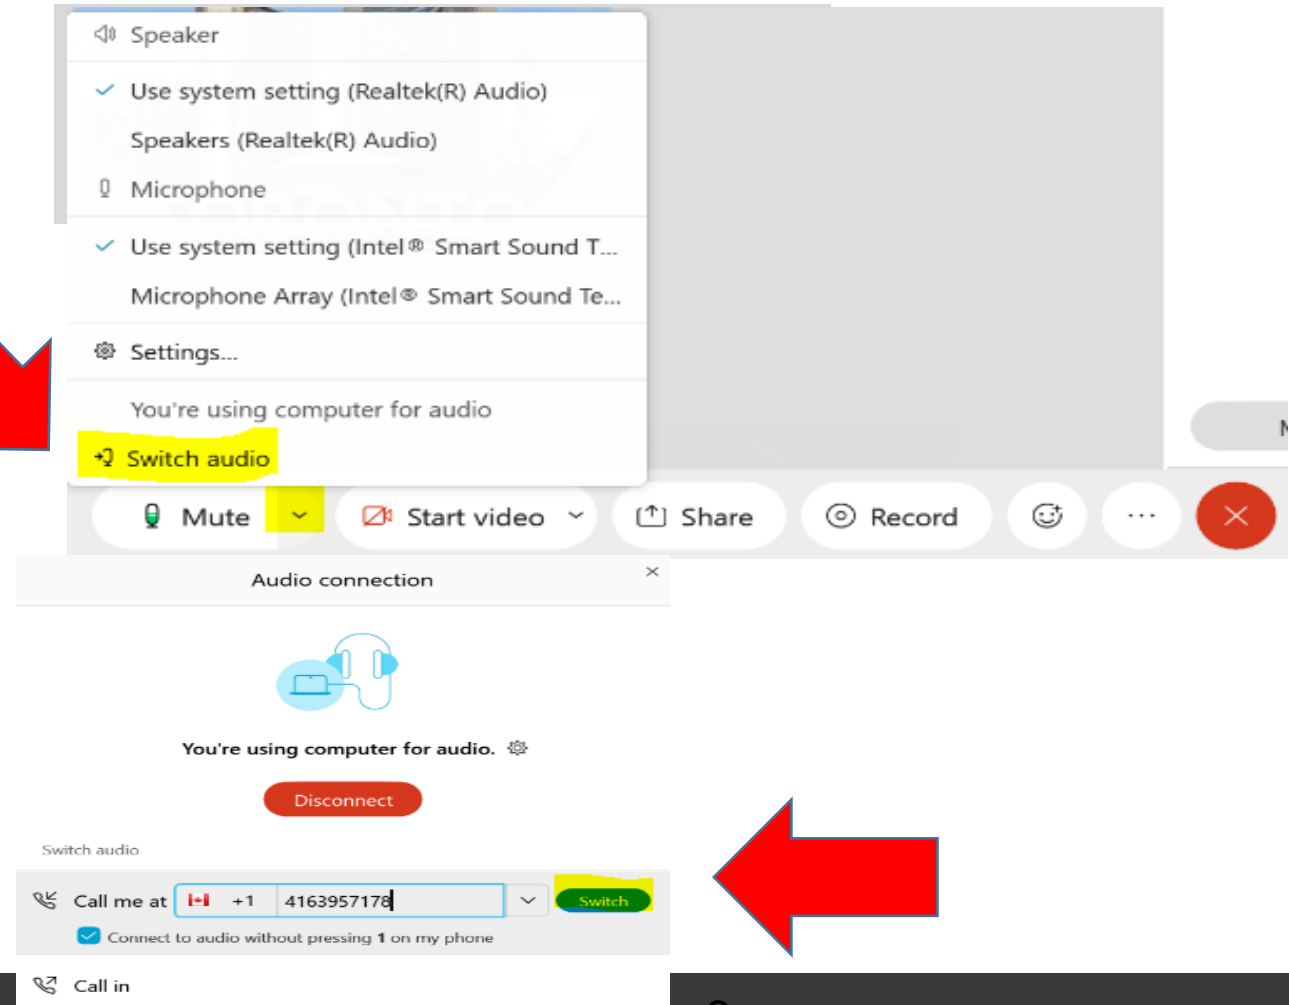 Speaker
Use system setting (Realtek(R) Audio)
Speakers (Realtek(R) Audio)
Microphone
Use system setting (Intel® Smart Sound T...
Microphone Array (Intel® Smart Sound Te...
Settings...
You're using computer for audio
Switch audio
Mute
Start video
Share
Record
...
Audio connection
You're using computer for audio.
Disconnect
Switch audio
Call me at +1 4163957178 Switch
Connect to audio without pressing 1 on my phone
Call in